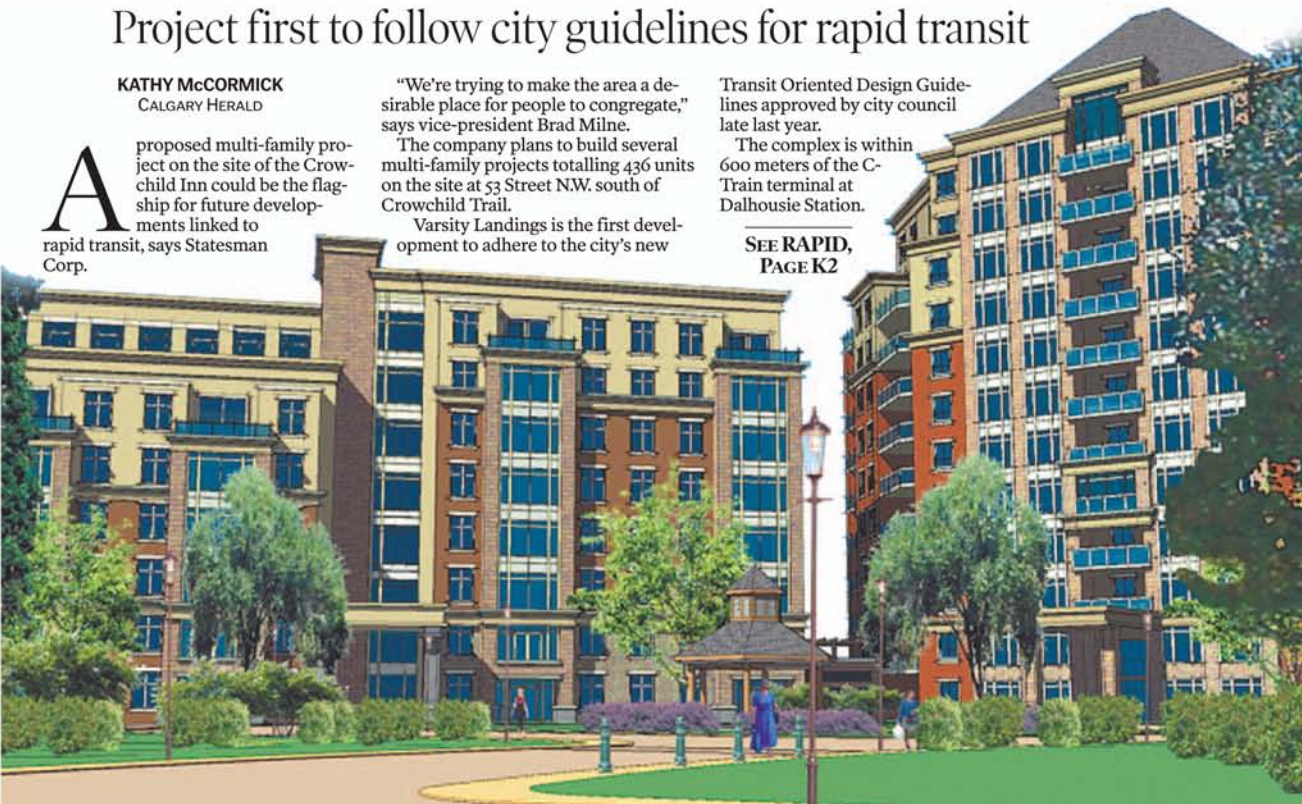 Project first to follow city guidelines for rapid transit
KATHY McCORMICK
CALGARY HERALD
A proposed multi-family pro-
ject on the site of the Crow-
child Inn could be the flag-
ship for future develop-
ments linked to
rapid transit, says Statesman
Corp.
“We’re trying to make the area a de-
sirable place for people to congregate,”
says vice-president Brad Milne.
The company plans to build several
multi-family projects totalling 436 units
on the site at 53 Street N.W. south of
Crowchild Trail.
Varsity Landings is the first devel-
opment to adhere to the city’s new
Transit Oriented Design Guide-
lines approved by city council
late last year.
The complex is within
600 meters of the C-
Train terminal at
Dalhousie Station.
SEE RAPID,
PAGE K2